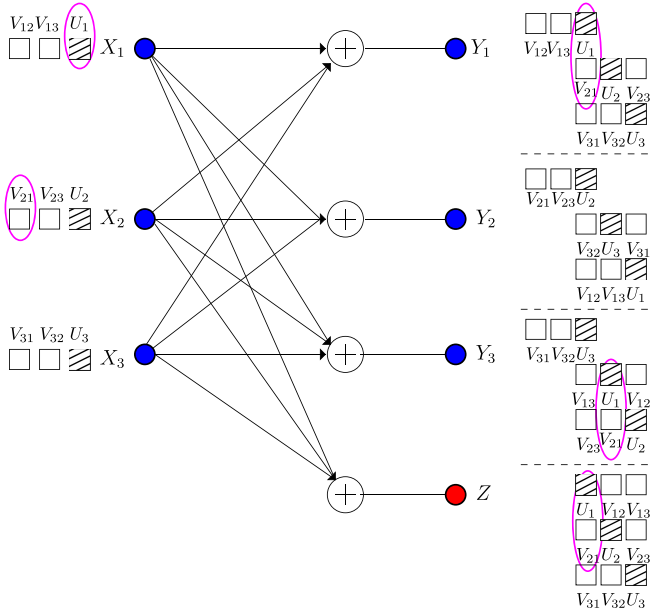 V₁₂ V₁₃ U₁
X₁
Y₁
V₂₁ V₂₃ U₂
X₂
Y₂
V₃₁ V₃₂ U₃
X₃
Y₃
Z
V₁₂ V₁₃ U₁
V₂₁ U₂ V₂₃
V₃₁ V₃₂ U₃
V₂₁ V₂₃ U₂
V₃₂ U₃ V₃₁
V₁₂ V₁₃ U₁
V₃₁ V₃₂ U₃
V₁₃ U₁ V₁₂
V₂₃ V₂₁ U₂
U₁ V₁₂ V₁₃
V₂₁ U₂ V₂₃
V₃₁ V₃₂ U₃